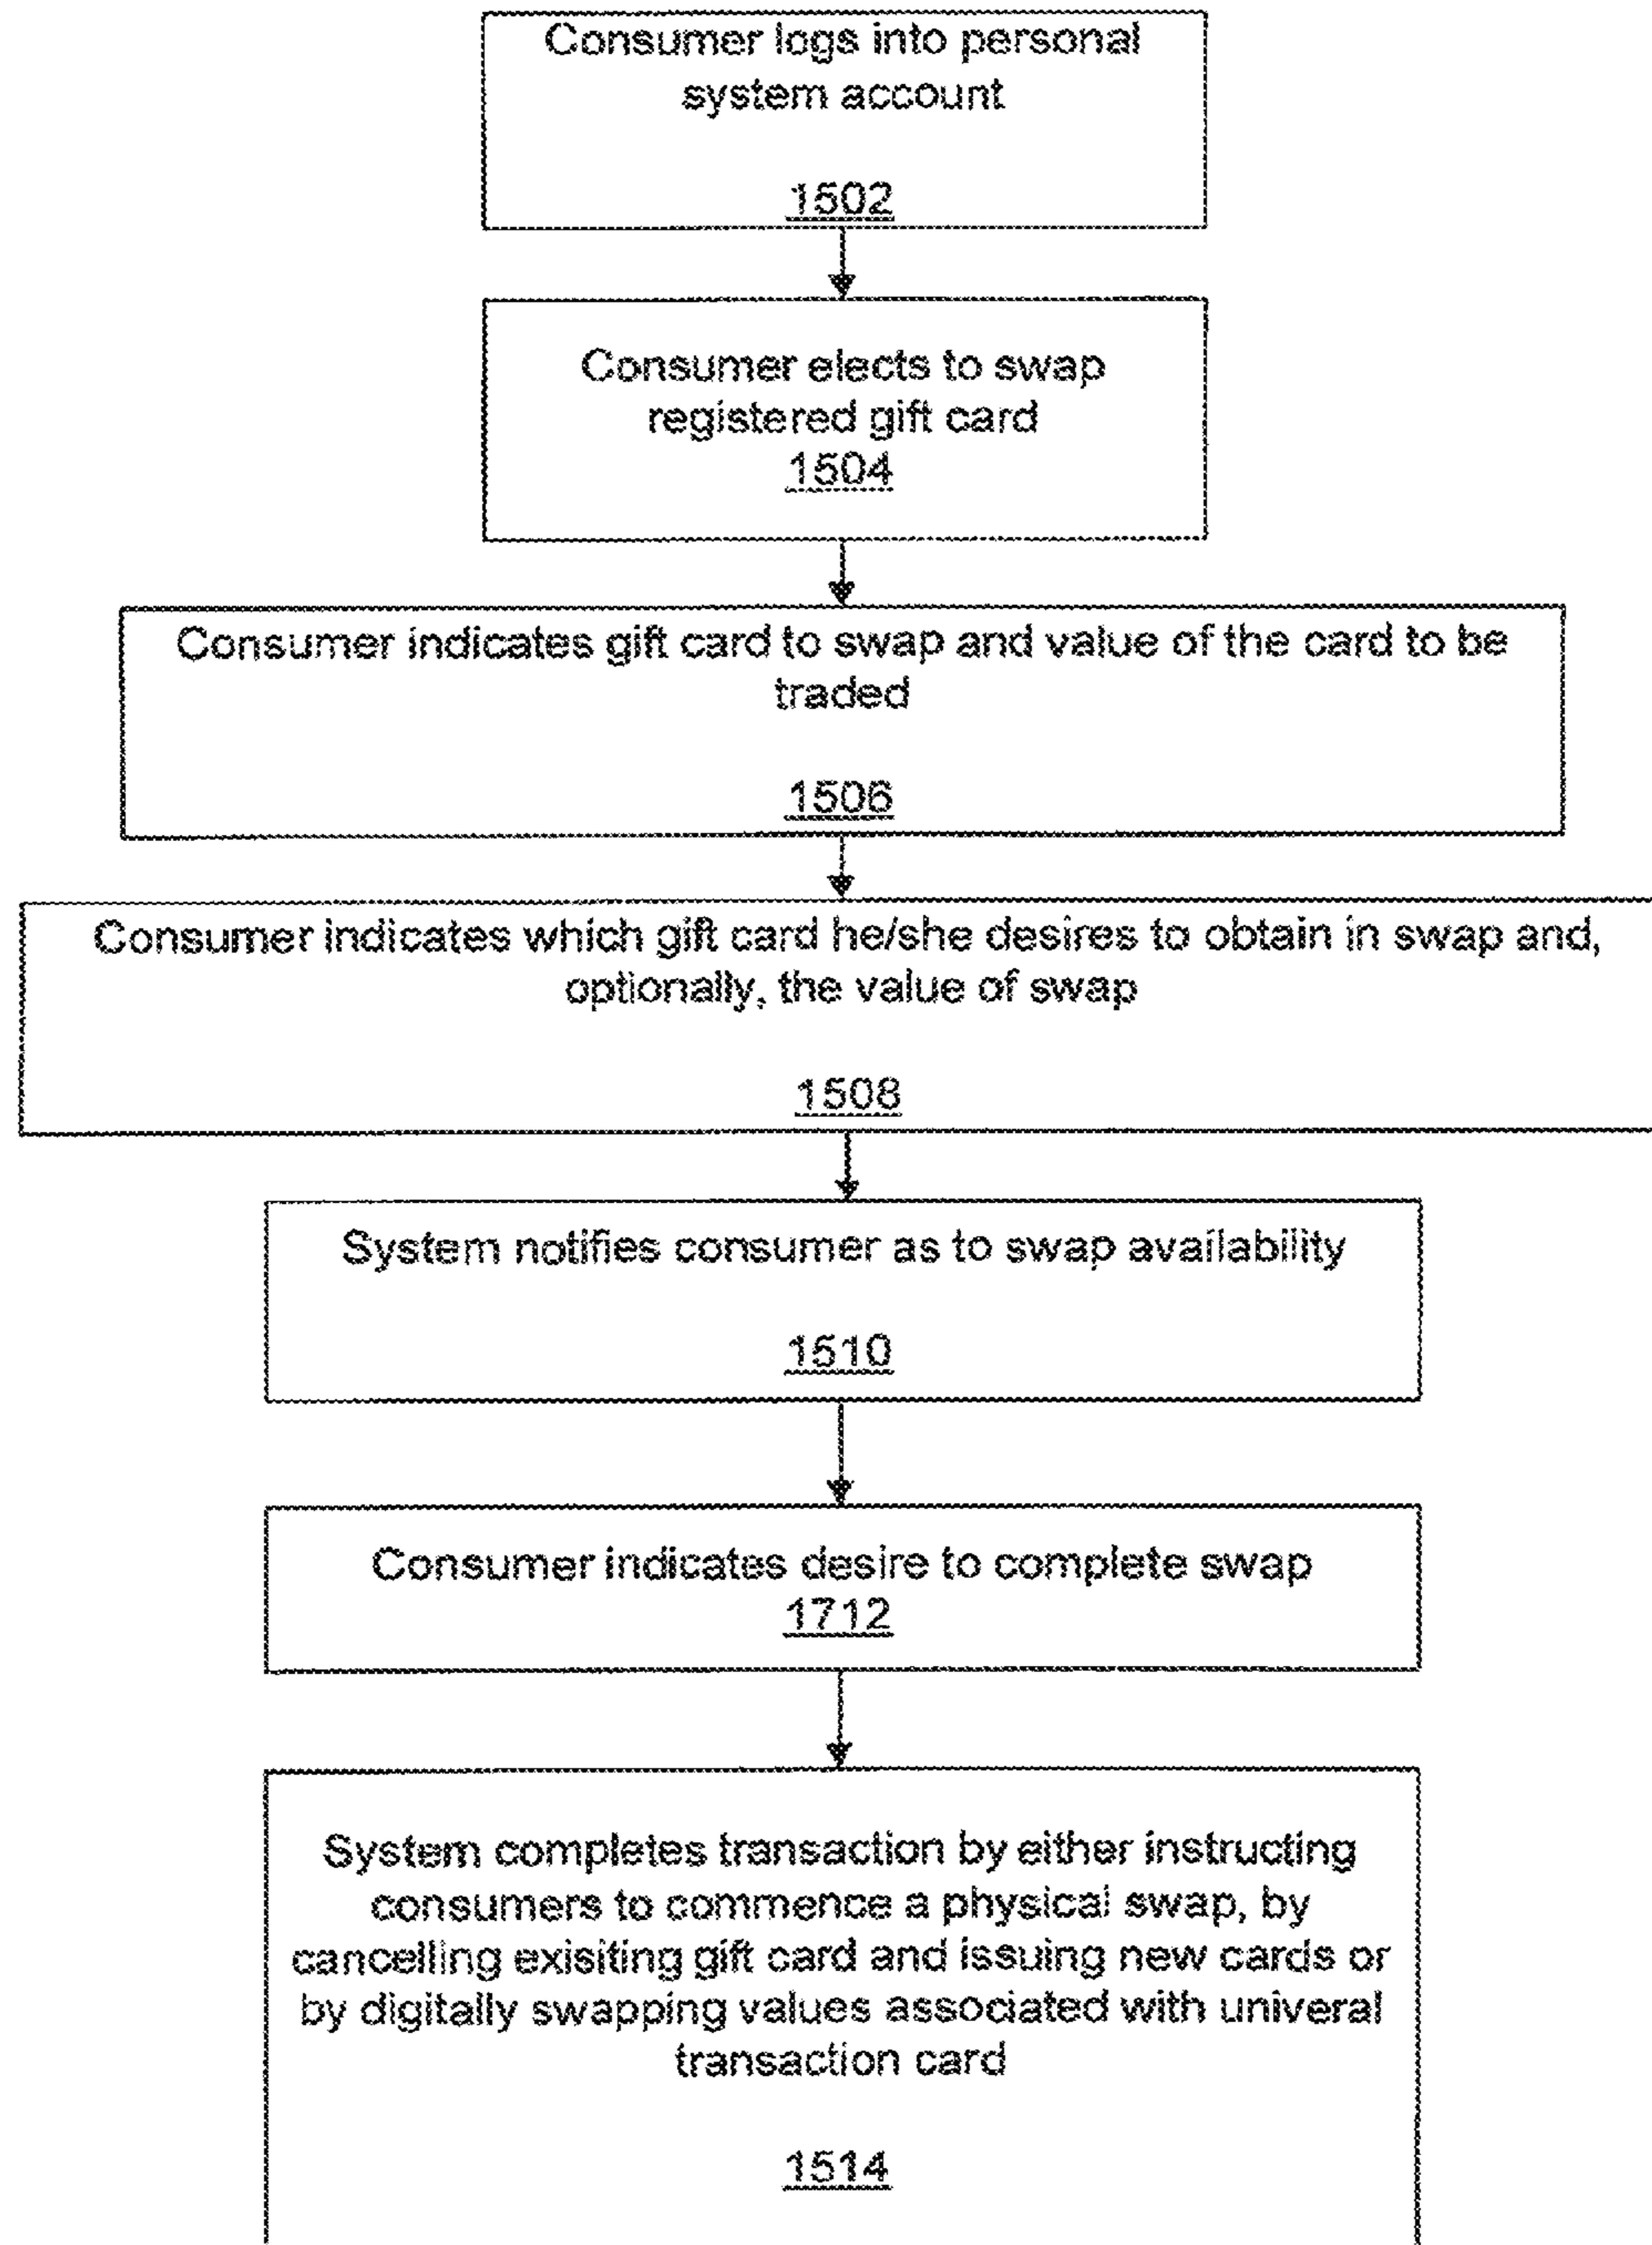 Consumer logs into personal
system account
1502
Consumer elects to swap
registered gift card
1504
Consumer indicates gift card to swap and value of the card to be
traded
1506
Consumer indicates which gift card he/she desires to obtain in swap and,
optionally, the value of swap
1508
System notifies consumer as to swap availability
1510
Consumer indicates desire to complete swap
1712
System completes transaction by either instructing
consumers to commence a physical swap, by
cancelling exisiting gift card and issuing new cards or
by digitally swapping values associated with univeral
transaction card
1514